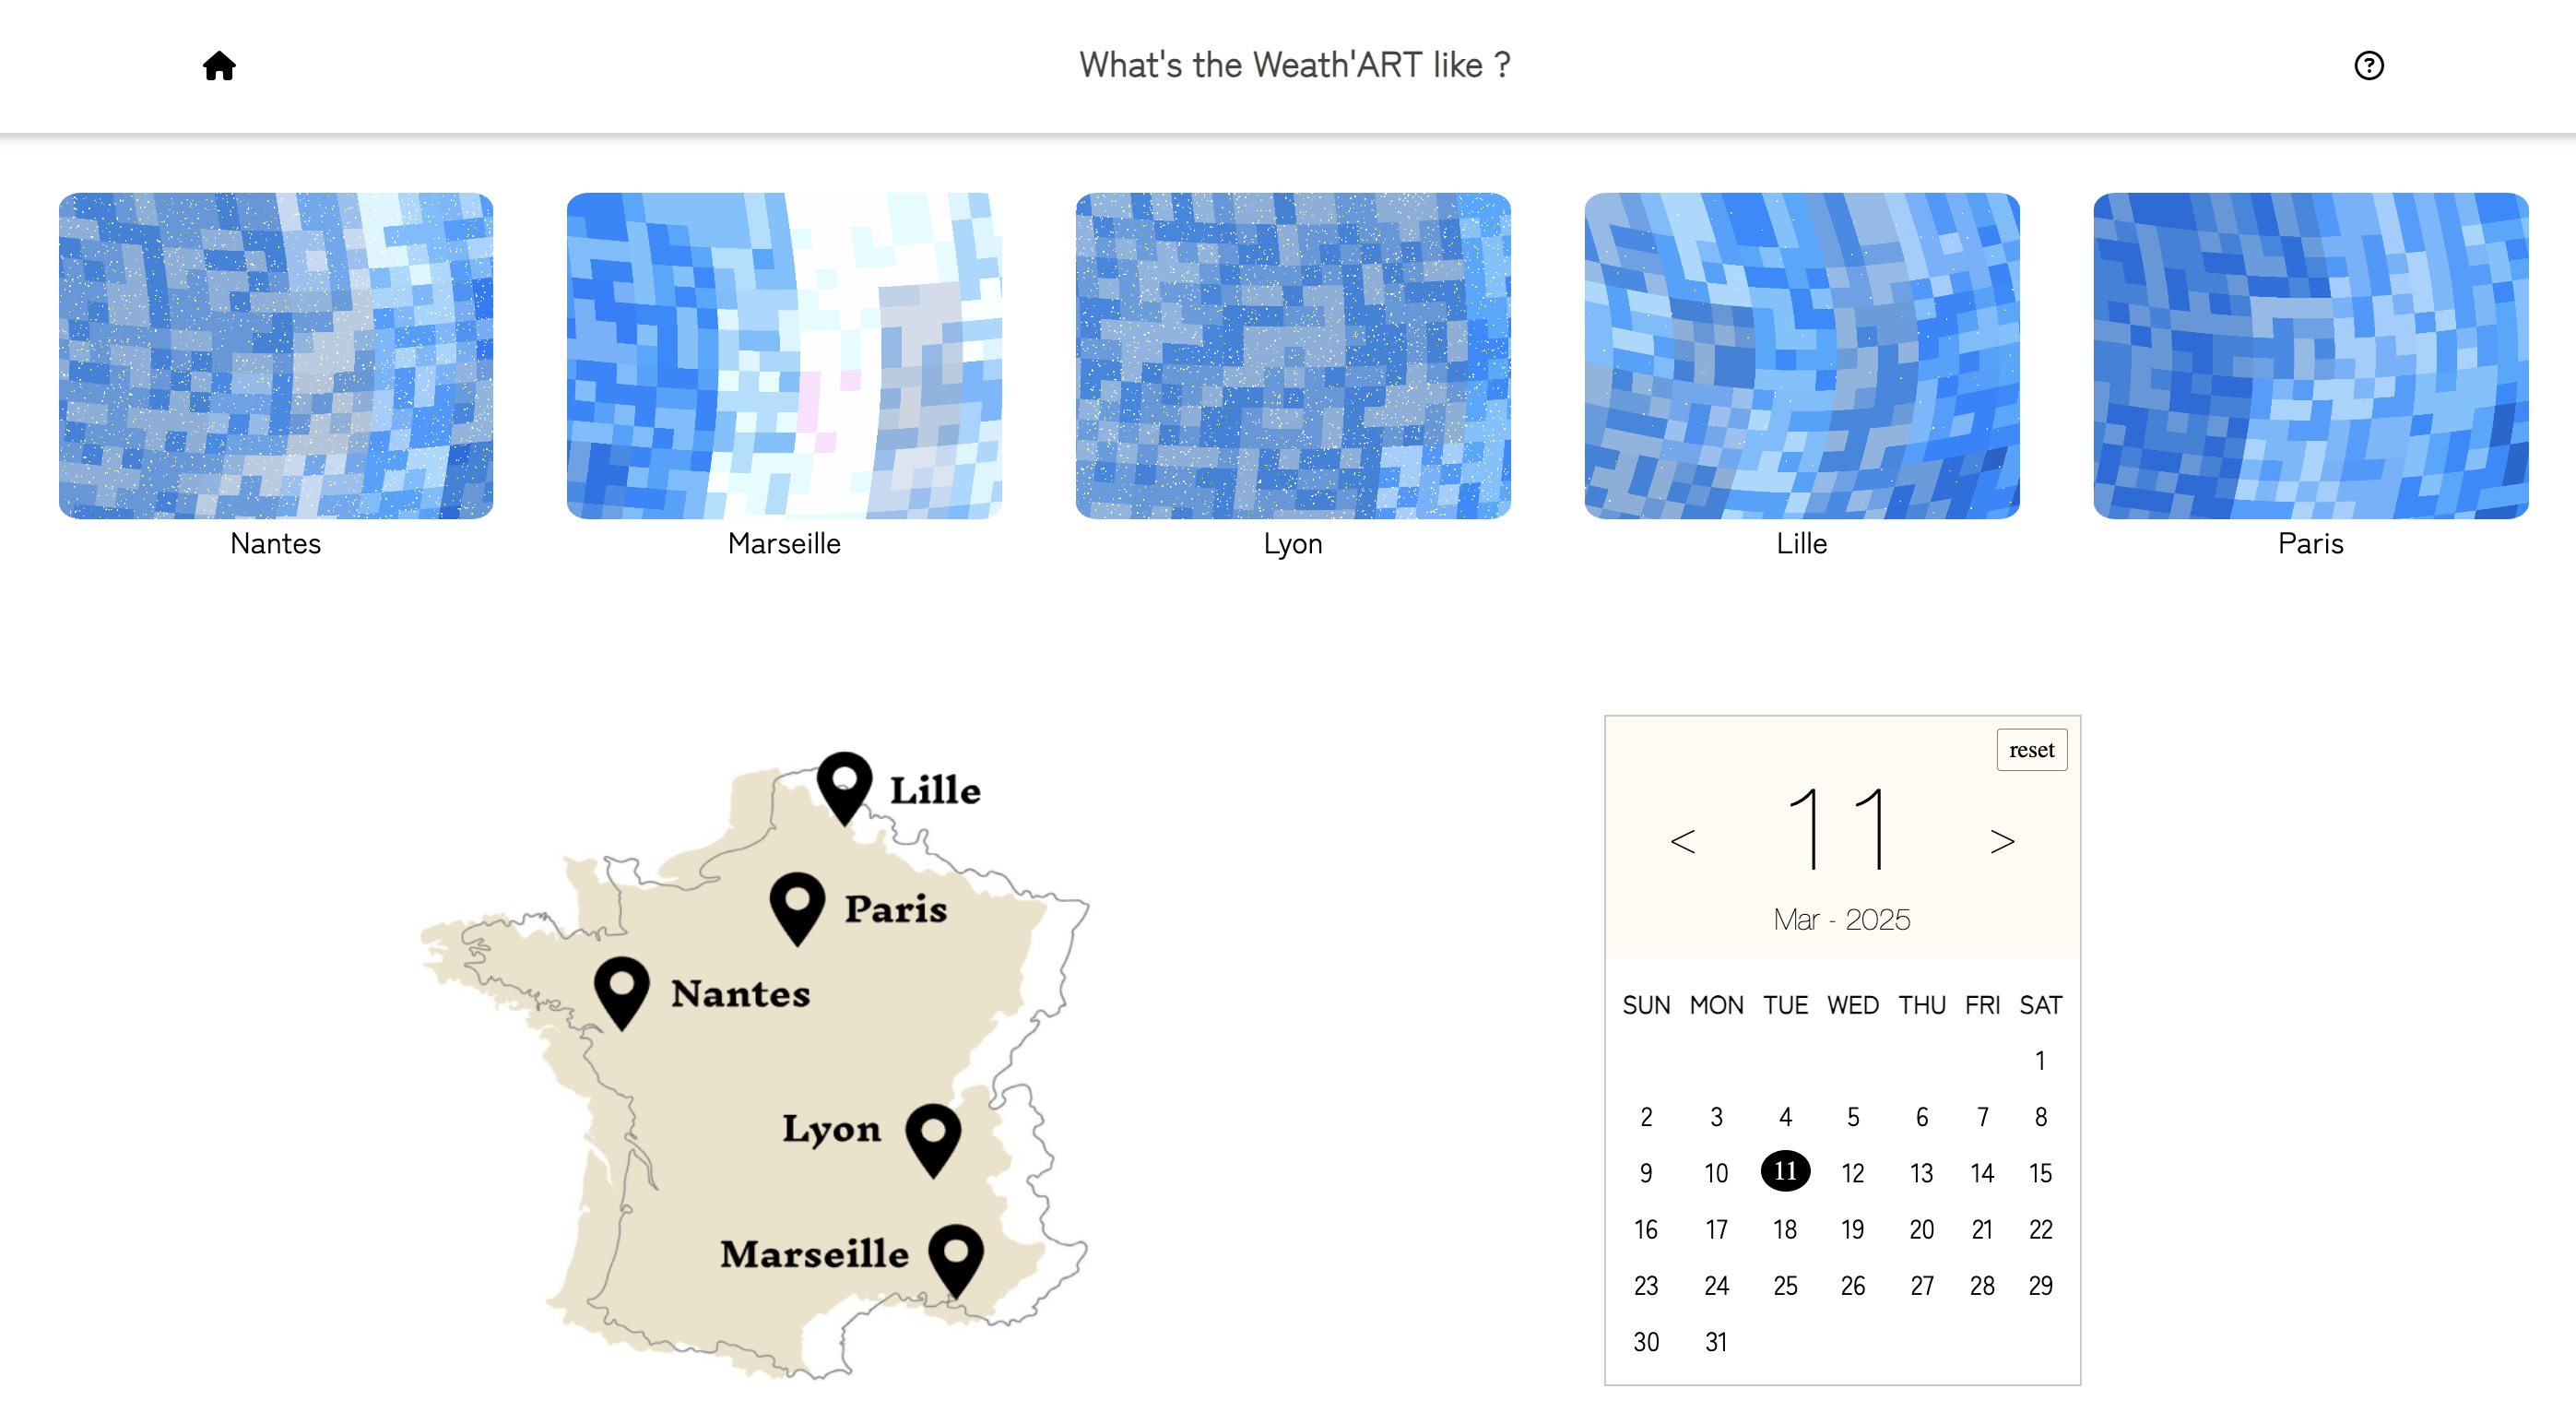 What's the Weath'ART like ?
Nantes
Marseille
Lyon
Lille
Paris
Lille
Paris
Nantes
Lyon
Marseille
reset
< 11 >
Mar - 2025
SUN MON TUE WED THU FRI SAT
1
2 3 4 5 6 7 8
9 10 11 12 13 14 15
16 17 18 19 20 21 22
23 24 25 26 27 28 29
30 31